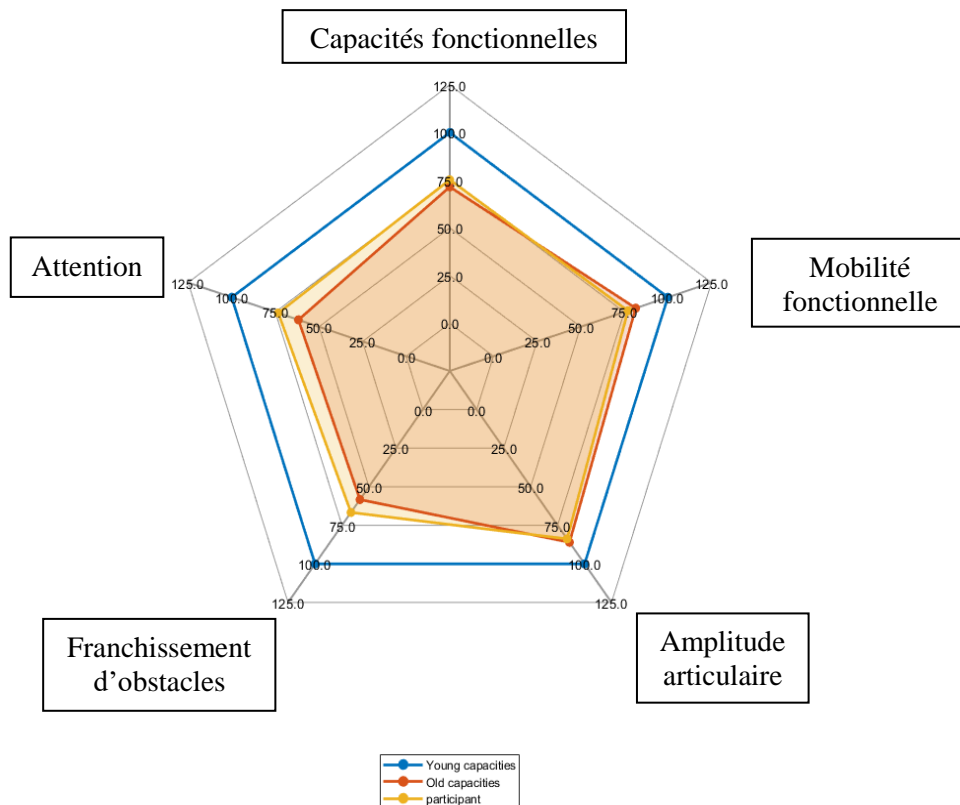 Capacités fonctionnelles
125.0
100.0
75.0
50.0
25.0
0.0
Attention
125.0
100.0
75.0
50.0
25.0
0.0
0.0
25.0
50.0
75.0
100.0
125.0
Mobilité
fonctionnelle
0.0
25.0
50.0
75.0
100.0
125.0
Franchissement
d'obstacles
0.0
25.0
50.0
75.0
100.0
125.0
Amplitude
articulaire
Young capacities
Old capacities
participant